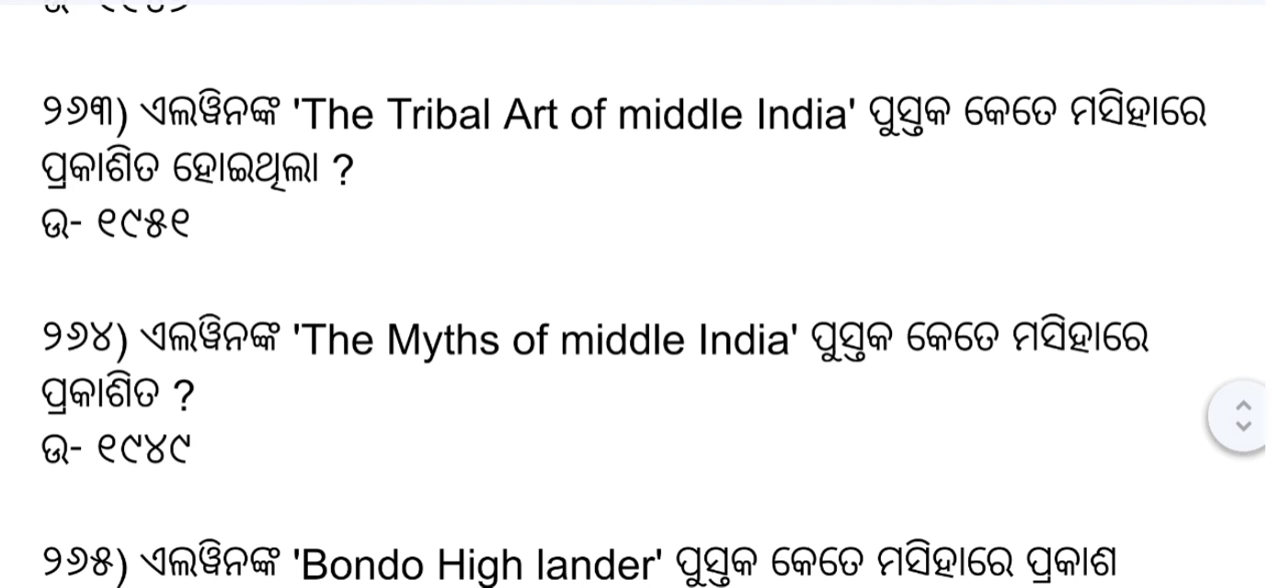 ୨୬୩) ଏଲୱିନଙ୍କ 'The Tribal Art of middle India' ପୁସ୍ତକ କେତେ ମସିହାରେ
ପ୍ରକାଶିତ ହୋଇଥିଲା ?
ଉ- ୧୯୫୧
୨୬୪) ଏଲୱିନଙ୍କ 'The Myths of middle India' ପୁସ୍ତକ କେତେ ମସିହାରେ
ପ୍ରକାଶିତ ?
ଉ- ୧୯୪୯
୨୬୫) ଏଲୱିନଙ୍କ 'Bondo High lander' ପୁସ୍ତକ କେତେ ମସିହାରେ ପ୍ରକାଶ